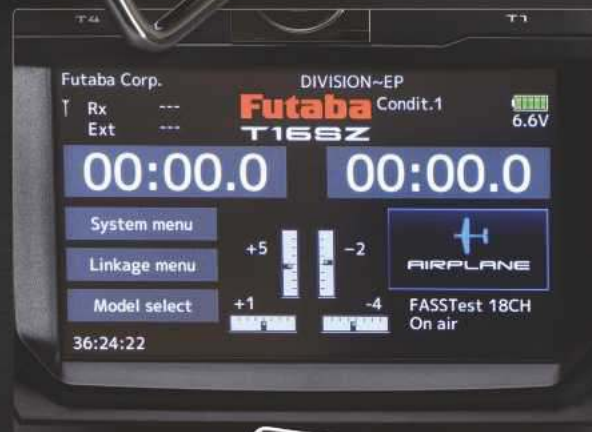 T4
T1
Futaba Corp.
DIVISION~EP
Rx ---
Ext ---
Futaba
T16SZ
Condit.1
6.6V
00:00.0
00:00.0
System menu
Linkage menu
Model select
+5
-2
+1
-4
AIRPLANE
FASSTest 18CH
On air
36:24:22